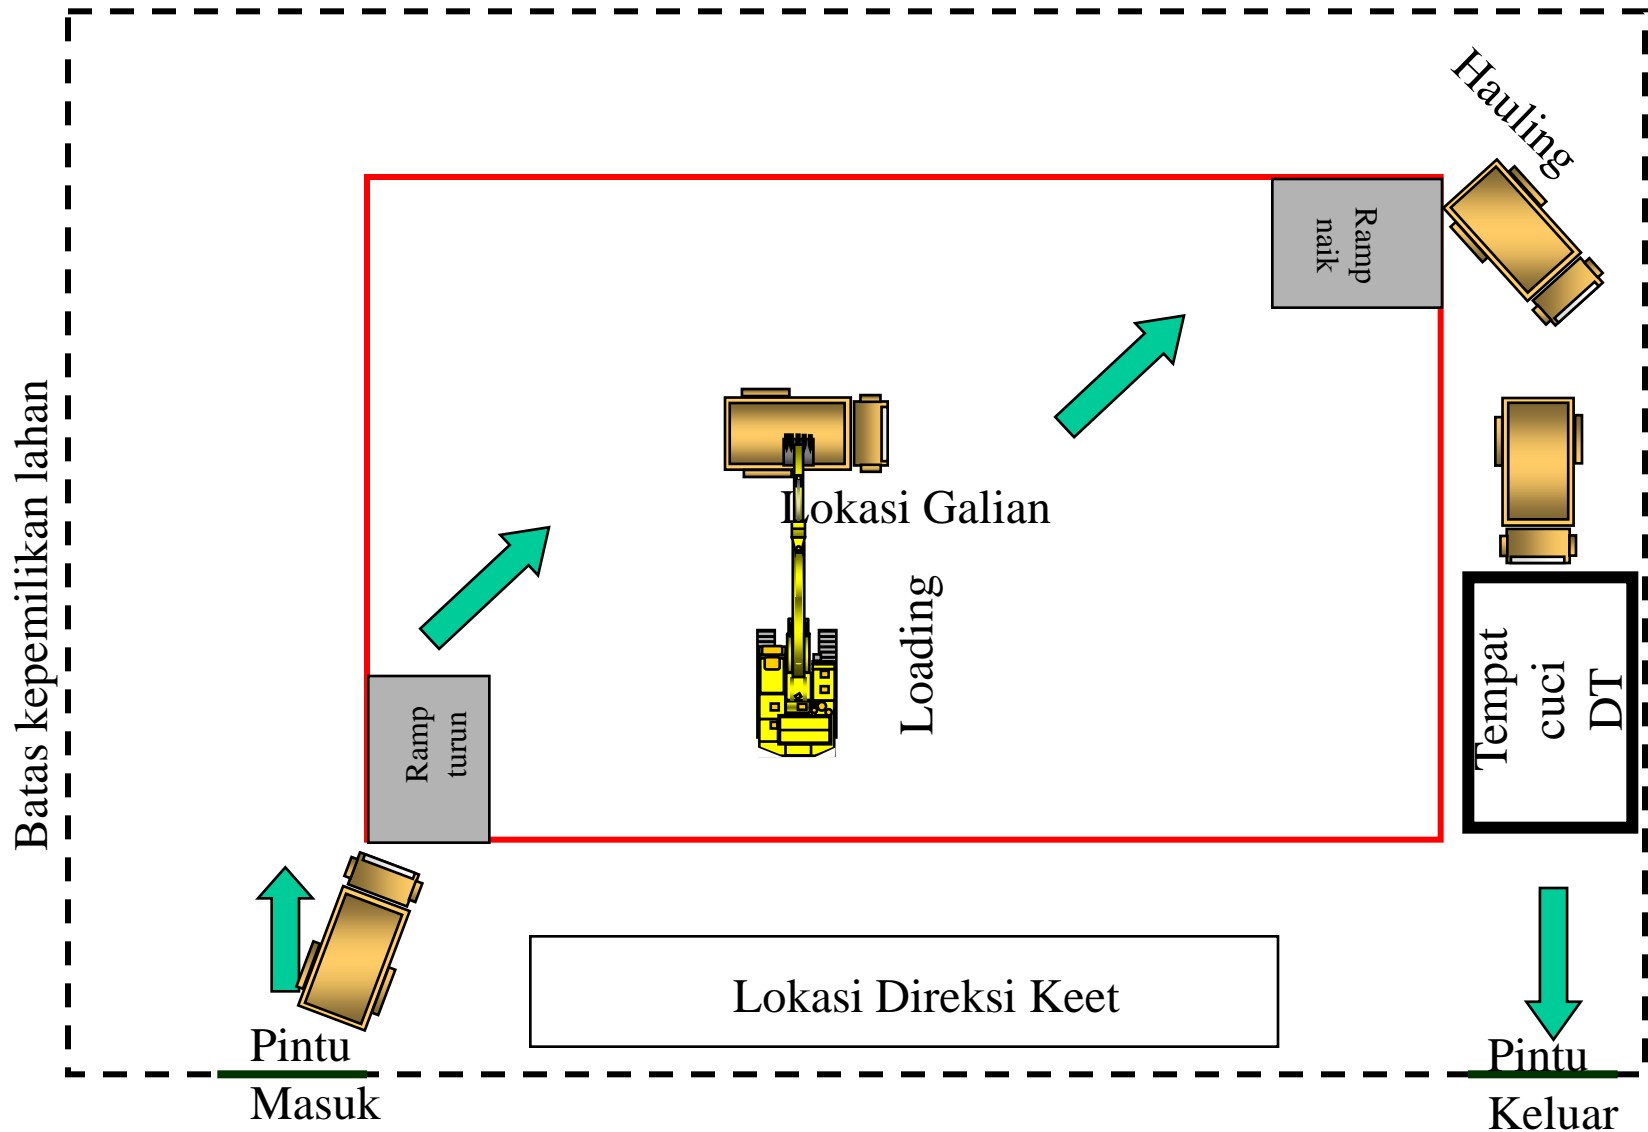 Hauling
Ramp
naik
Batas kepemilikan lahan
Lokasi Galian
Loading
Ramp
turun
Tempat
cuci
DT
Lokasi Direksi Keet
Pintu
Masuk
Pintu
Keluar